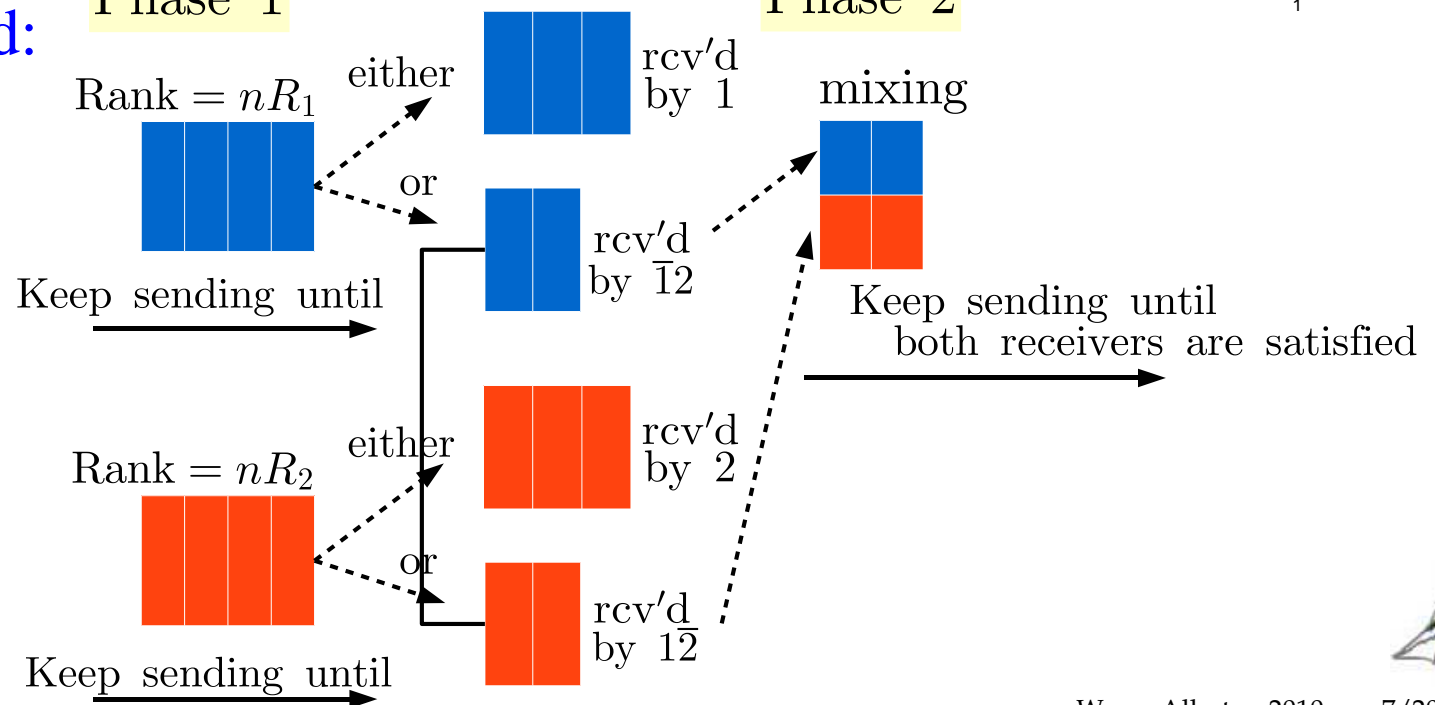 Phase 1
Phase 2
1
d:
either
rcv′d
by 1
Rank = nR₁
mixing
or
rcv′d
by 1̅2
Keep sending until
Keep sending until
both receivers are satisfied
either
rcv′d
by 2
Rank = nR₂
or
rcv′d
by 12̅
Keep sending until